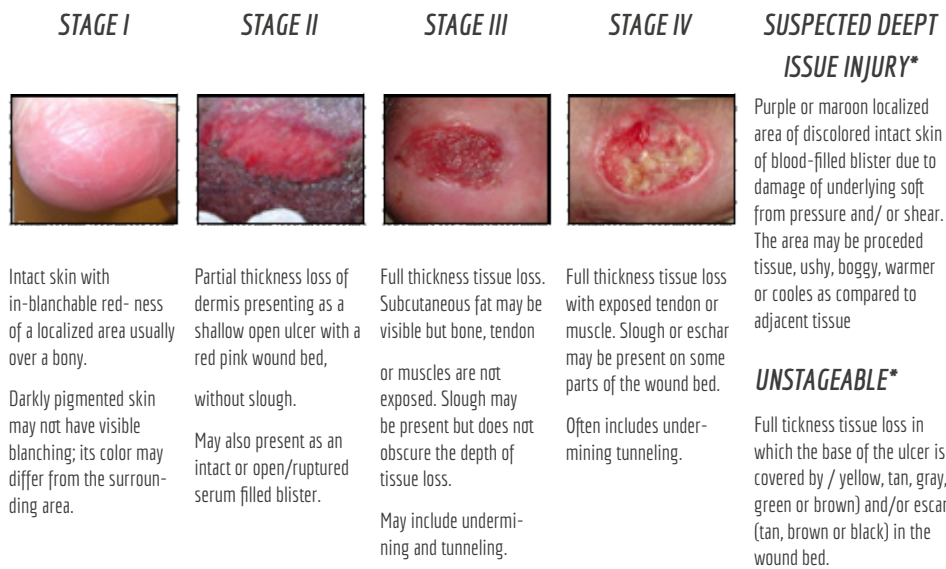 STAGE I
Intact skin with
in-blanchable red- ness
of a localized area usually
over a bony.
Darkly pigmented skin
may not have visible
blanching; its color may
differ from the surroun-
ding area.
STAGE II
Partial thickness loss of
dermis presenting as a
shallow open ulcer with a
red pink wound bed,
without slough.
May also present as an
intact or open/ruptured
serum filled blister.
STAGE III
Full thickness tissue loss.
Subcutaneous fat may be
visible but bone, tendon
or muscles are not
exposed. Slough may
be present but does not
obscure the depth of
tissue loss.
May include undermi-
ning and tunneling.
STAGE IV
Full thickness tissue loss
with exposed tendon or
muscle. Slough or eschar
may be present on some
parts of the wound bed.
Often includes under-
mining tunneling.
SUSPECTED DEEPT
ISSUE INJURY*
Purple or maroon localized
area of discolored intact skin
of blood-filled blister due to
damage of underlying soft
from pressure and/ or shear.
The area may be proceded
tissue, ushy, boggy, warmer
or cooles as compared to
adjacent tissue
UNSTAGEABLE*
Full tickness tissue loss in
which the base of the ulcer is
covered by / yellow, tan, gray,
green or brown) and/or escar
(tan, brown or black) in the
wound bed.